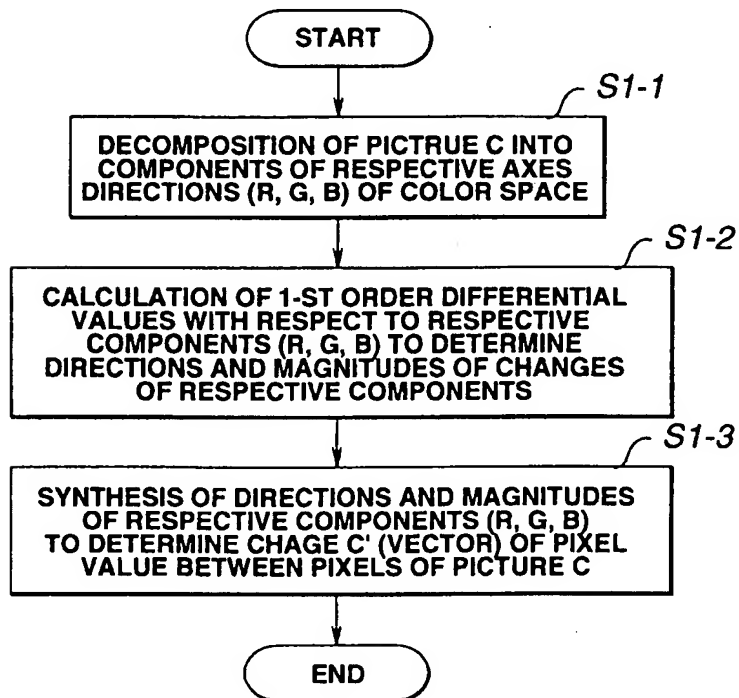 START
S1-1
DECOMPOSITION OF PICTRUE C INTO
COMPONENTS OF RESPECTIVE AXES
DIRECTIONS (R, G, B) OF COLOR SPACE
S1-2
CALCULATION OF 1-ST ORDER DIFFERENTIAL
VALUES WITH RESPECT TO RESPECTIVE
COMPONENTS (R, G, B) TO DETERMINE
DIRECTIONS AND MAGNITUDES OF CHANGES
OF RESPECTIVE COMPONENTS
S1-3
SYNTHESIS OF DIRECTIONS AND MAGNITUDES
OF RESPECTIVE COMPONENTS (R, G, B)
TO DETERMINE CHAGE C' (VECTOR) OF PIXEL
VALUE BETWEEN PIXELS OF PICTURE C
END